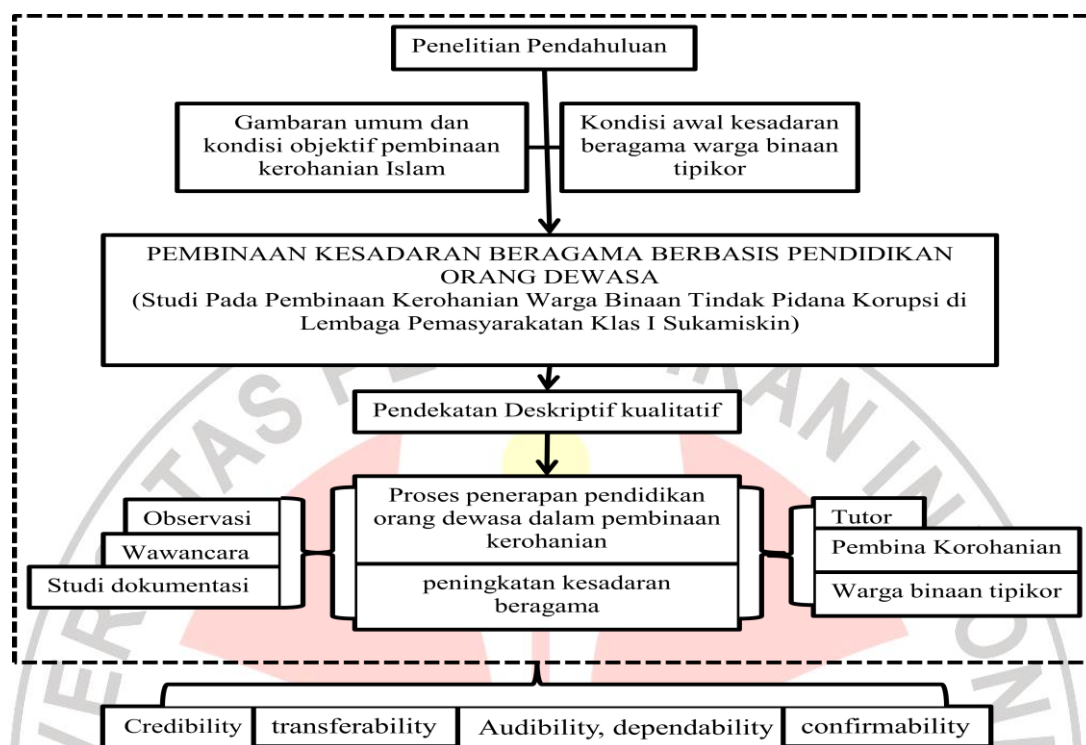 Penelitian Pendahuluan
Gambaran umum dan
kondisi objektif pembinaan
kerohanian Islam
Kondisi awal kesadaran
beragama warga binaan
tipikor
PEMBINAAN KESADARAN BERAGAMA BERBASIS PENDIDIKAN
ORANG DEWASA
(Studi Pada Pembinaan Kerohanian Warga Binaan Tindak Pidana Korupsi di
Lembaga Pemasyarakatan Klas I Sukamiskin)
Pendekatan Deskriptif kualitatif
Observasi
Wawancara
Studi dokumentasi
Proses penerapan pendidikan
orang dewasa dalam pembinaan
kerohanian
peningkatan kesadaran
beragama
Tutor
Pembina Korohanian
Warga binaan tipikor
Credibility
transferability
Audibility, dependability
confirmability